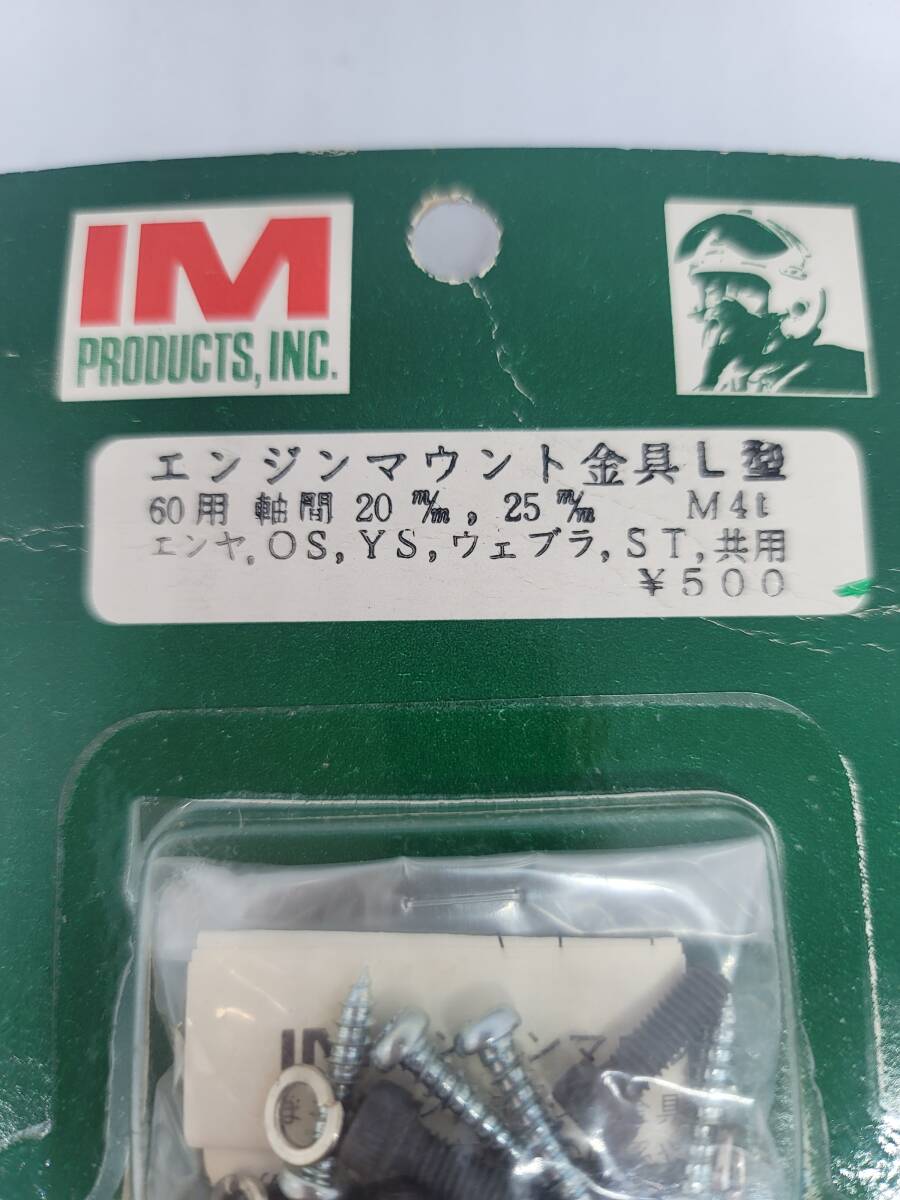 IM
PRODUCTS, INC.
エンジンマウント金具L型
60用 軸間 20 m/m, 25 m/m M4t
エンヤ, OS, YS, ウェブラ, ST, 共用
¥500